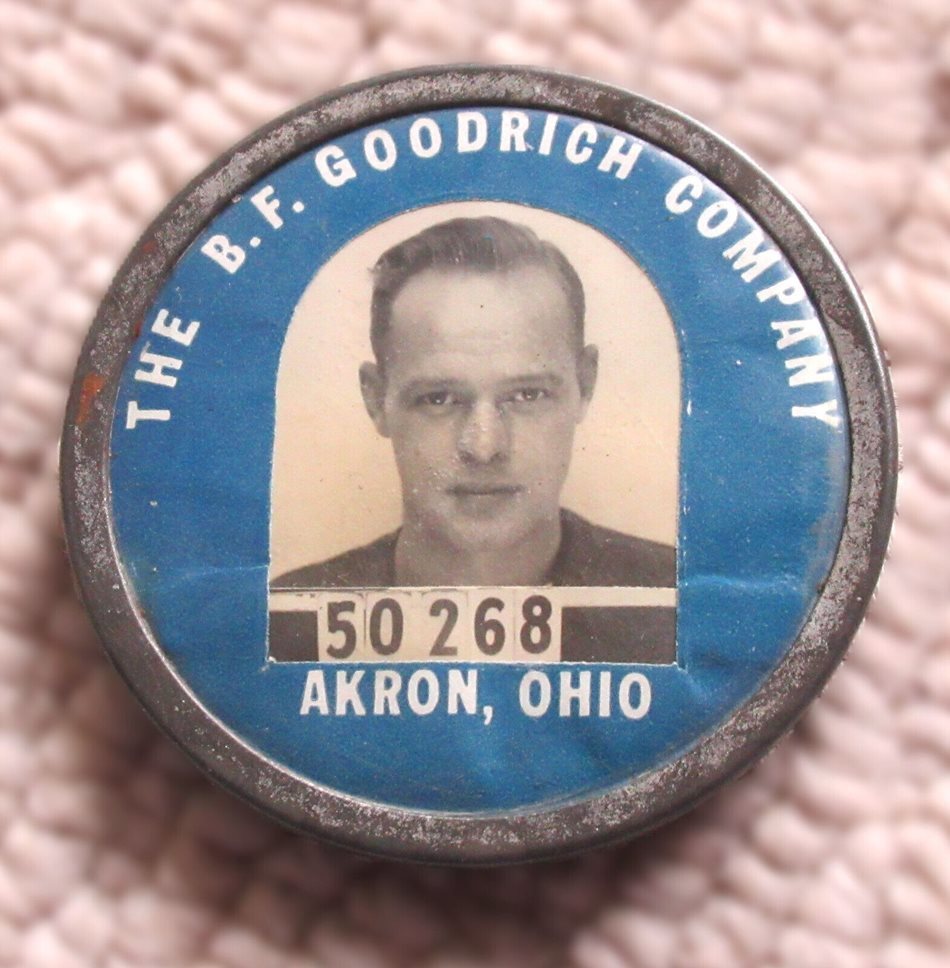 THE B.F. GOODRICH COMPANY
50 268
AKRON, OHIO